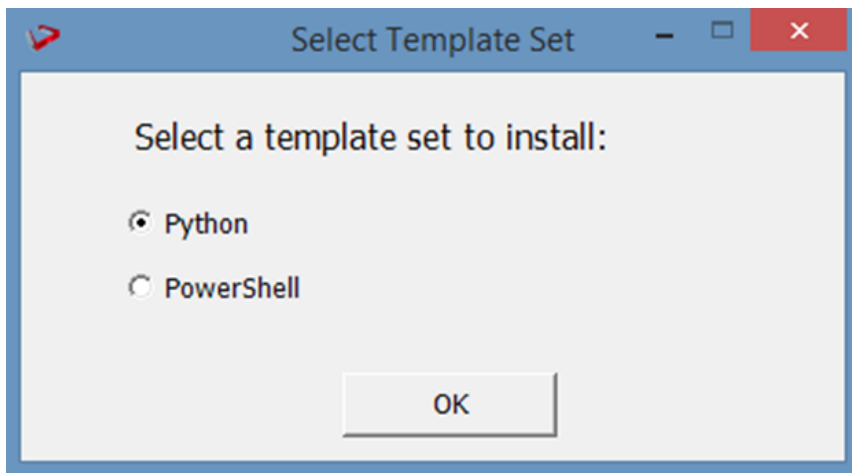 Select Template Set
Select a template set to install:
Python
PowerShell
OK